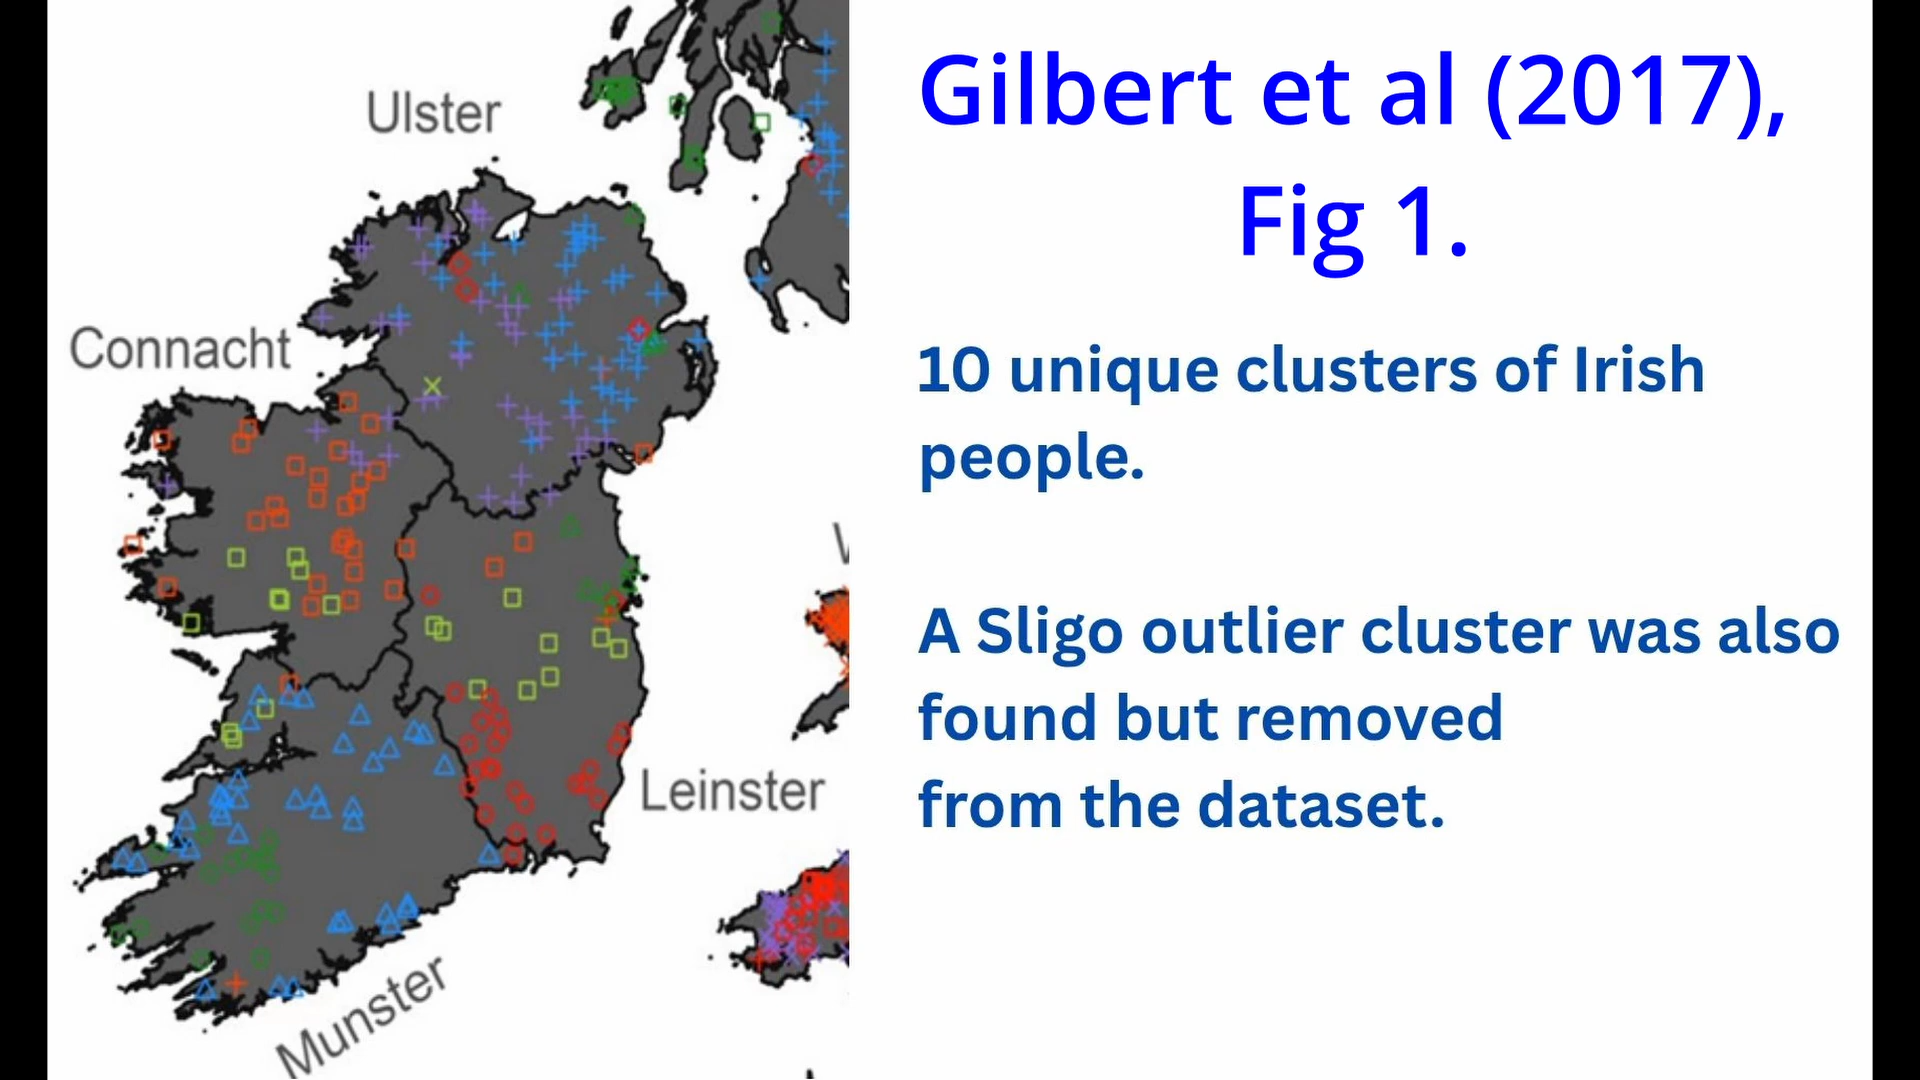 Gilbert et al (2017),
Fig 1.
Ulster
Connacht
Leinster
Munster
10 unique clusters of Irish
people.
A Sligo outlier cluster was also
found but removed
from the dataset.